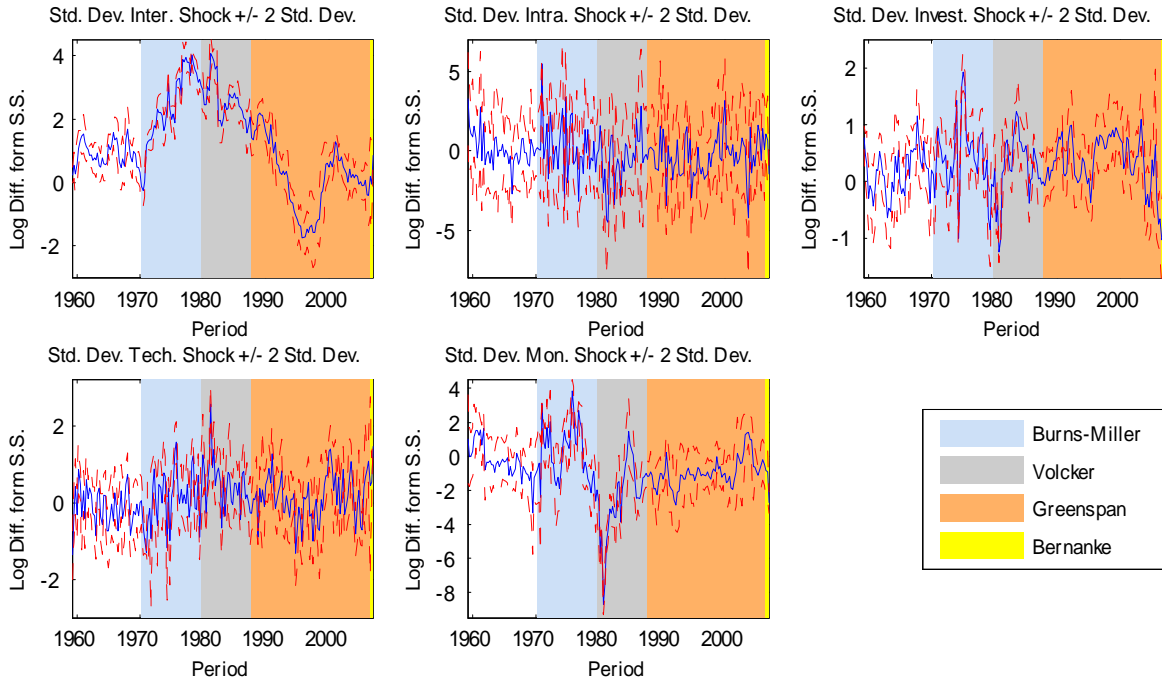 Std. Dev. Inter. Shock +/- 2 Std. Dev.
Log Diff. form S.S.
4
2
0
-2
1960 1970 1980 1990 2000
Period
Std. Dev. Intra. Shock +/- 2 Std. Dev.
Log Diff. form S.S.
5
0
-5
1960 1970 1980 1990 2000
Period
Std. Dev. Invest. Shock +/- 2 Std. Dev.
Log Diff. form S.S.
2
1
0
-1
1960 1970 1980 1990 2000
Period
Std. Dev. Tech. Shock +/- 2 Std. Dev.
Log Diff. form S.S.
2
0
-2
1960 1970 1980 1990 2000
Period
Std. Dev. Mon. Shock +/- 2 Std. Dev.
Log Diff. form S.S.
4
2
0
-2
-4
-6
-8
1960 1970 1980 1990 2000
Period
Burns-Miller
Volcker
Greenspan
Bernanke